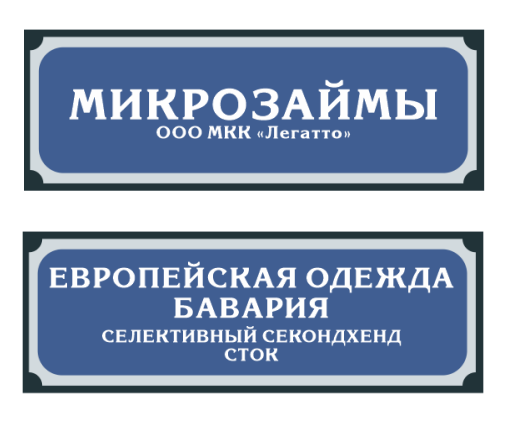 МИКРОЗАЙМЫ
ООО МКК «Легатто»
ЕВРОПЕЙСКАЯ ОДЕЖДА
БАВАРИЯ
СЕЛЕКТИВНЫЙ СЕКОНДХЕНД
СТОК